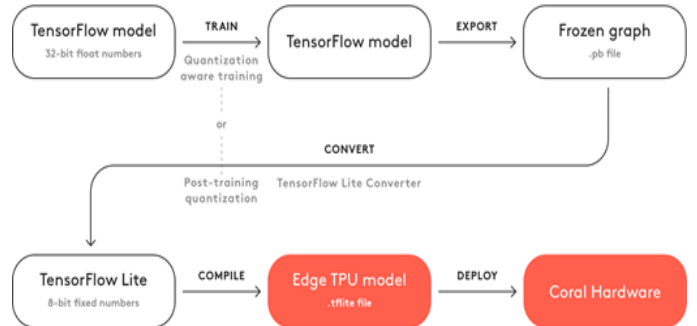 TensorFlow model
32-bit float numbers
TRAIN
Quantization
aware training
TensorFlow model
EXPORT
Frozen graph
.pb file
or
CONVERT
Post-training
quantization
TensorFlow Lite Converter
TensorFlow Lite
8-bit fixed numbers
COMPILE
Edge TPU model
.tflite file
DEPLOY
Coral Hardware